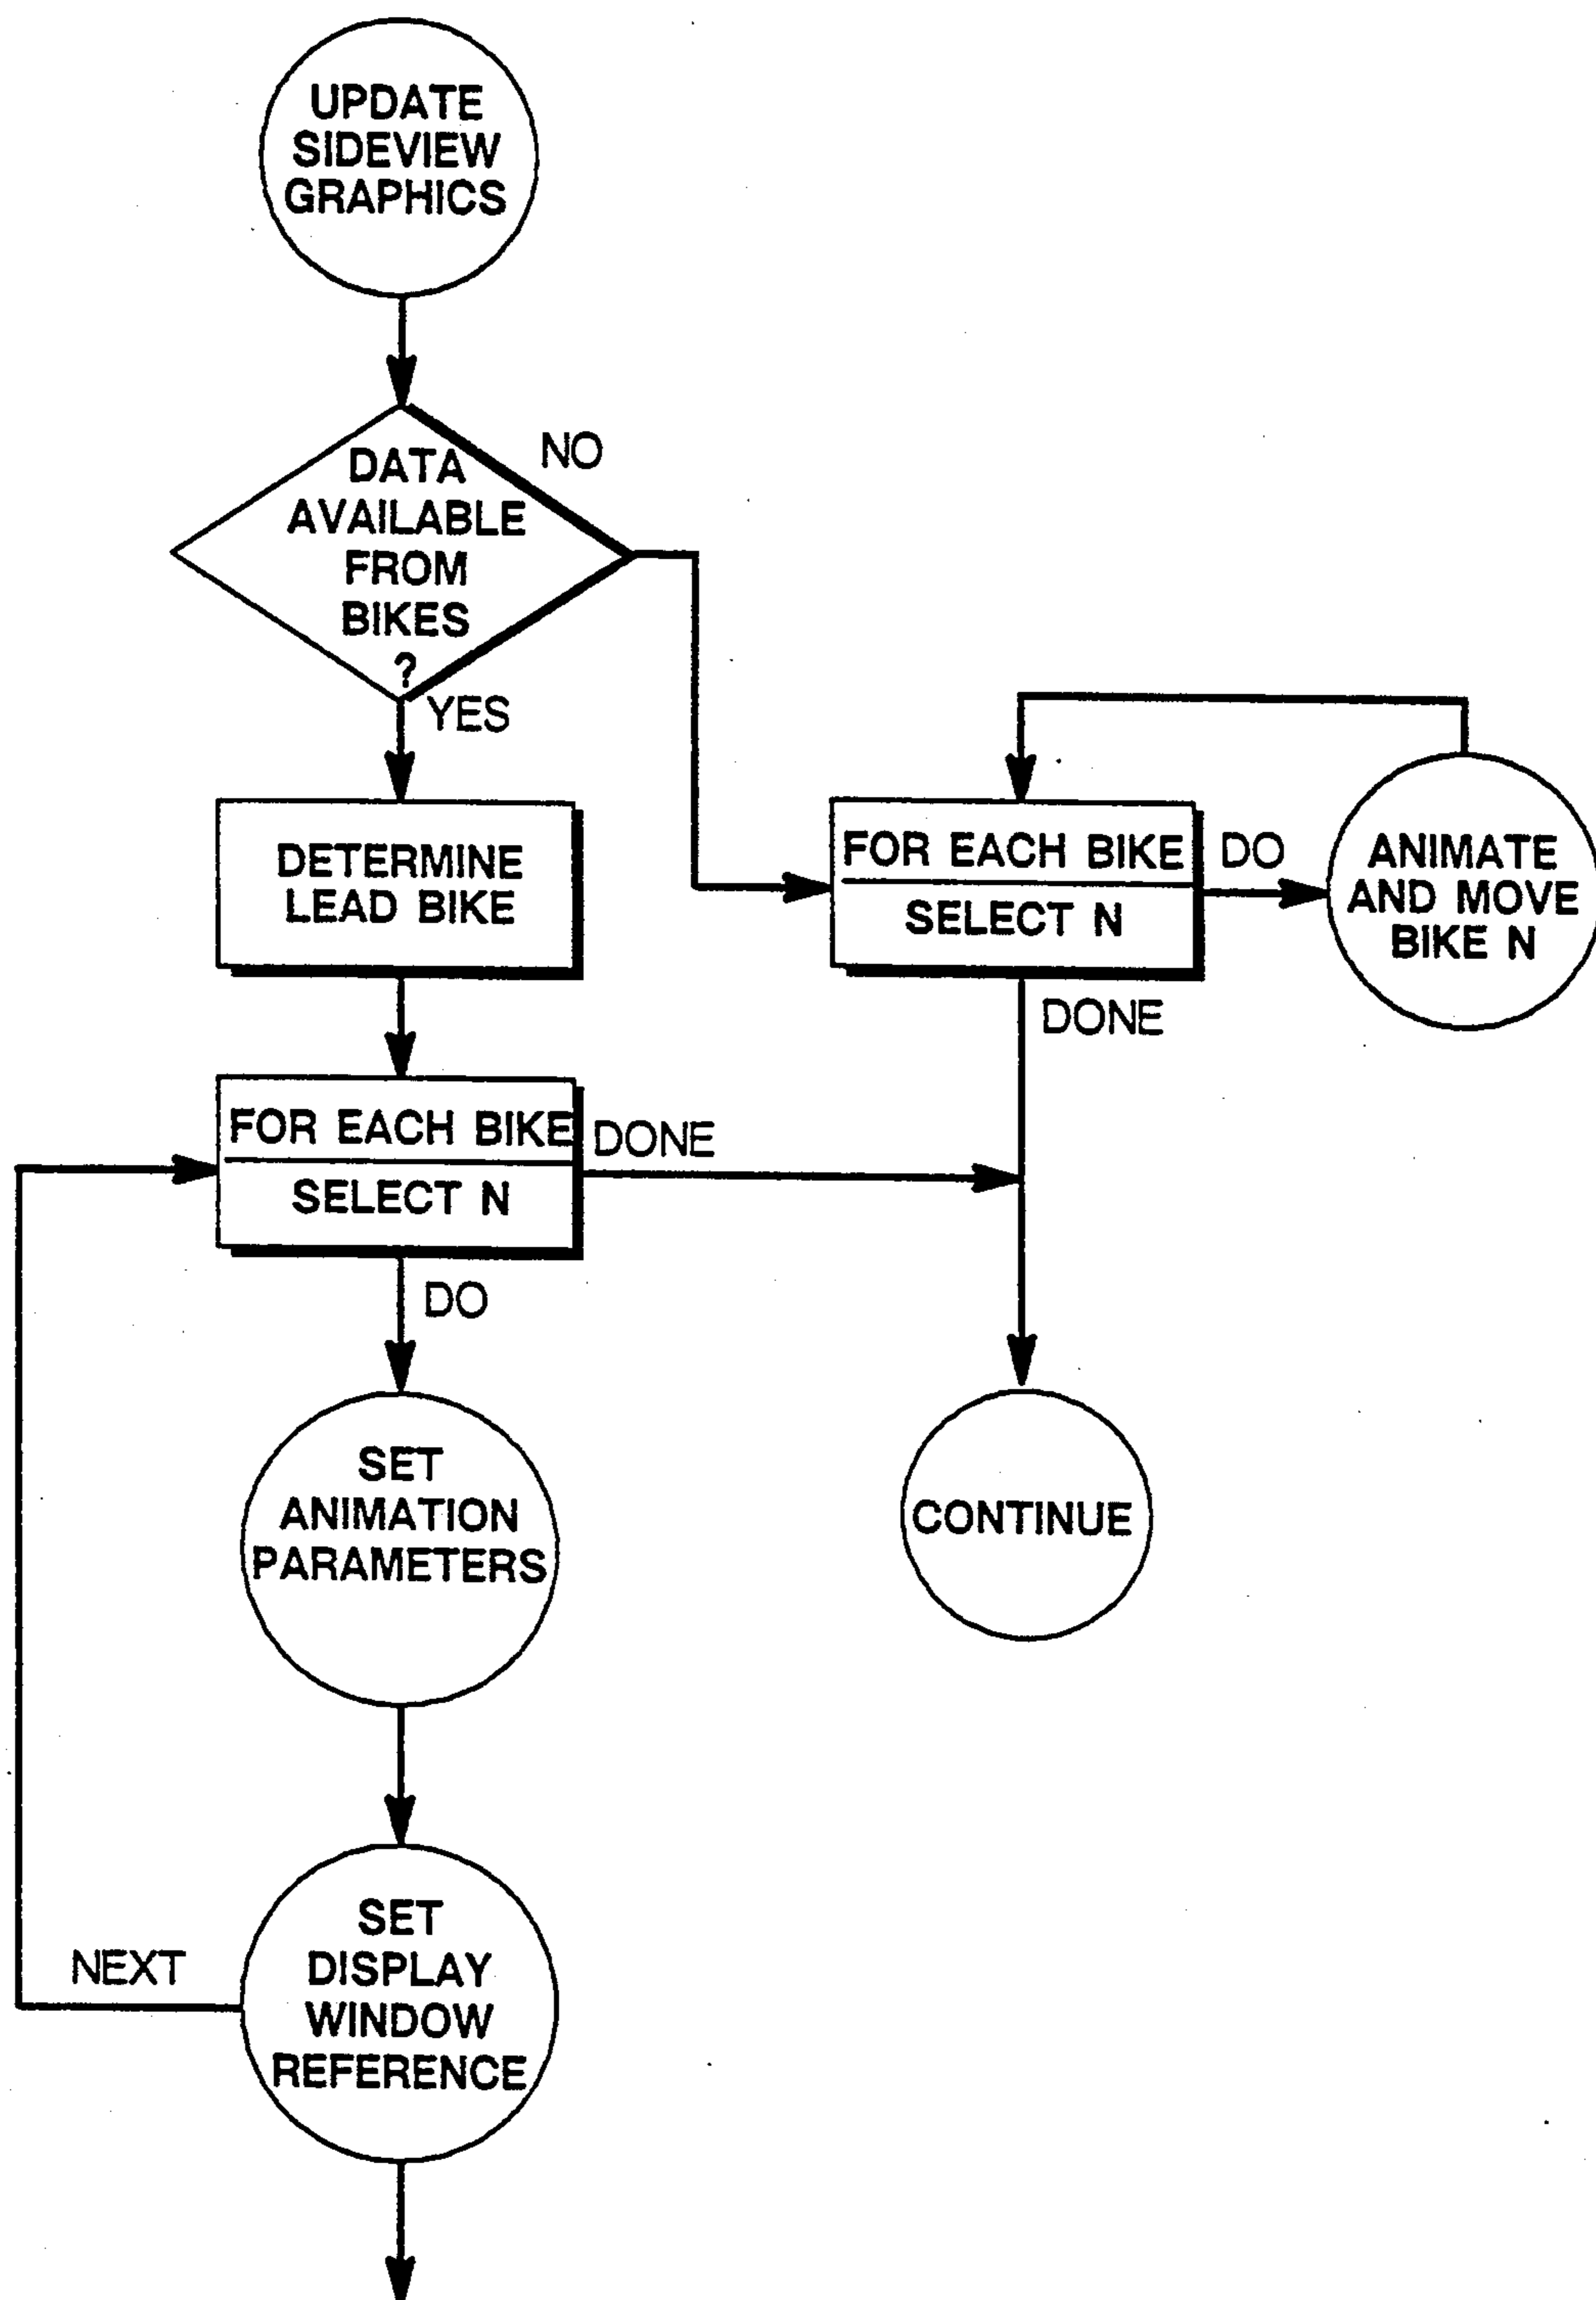 UPDATE
SIDEVIEW
GRAPHICS
NO
DATA
AVAILABLE
FROM
BIKES
?
YES
DETERMINE
LEAD BIKE
FOR EACH BIKE
SELECT N
DO
ANIMATE
AND MOVE
BIKE N
DONE
FOR EACH BIKE
SELECT N
DONE
DO
SET
ANIMATION
PARAMETERS
CONTINUE
SET
DISPLAY
WINDOW
REFERENCE
NEXT